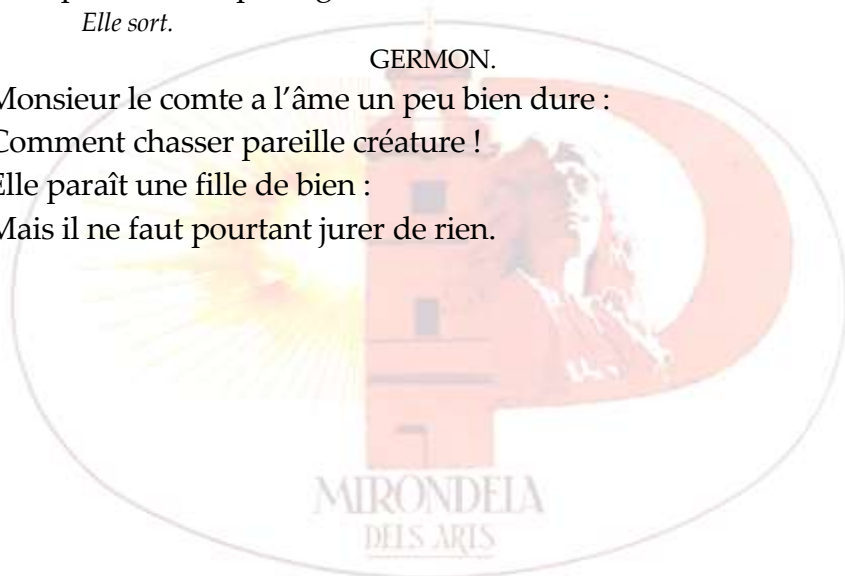 Elle sort.
GERMON.
Monsieur le comte a l’âme un peu bien dure :
Comment chasser pareille créature !
Elle paraît une fille de bien :
Mais il ne faut pourtant jurer de rien.
MIRONDELA
DELS ARTS